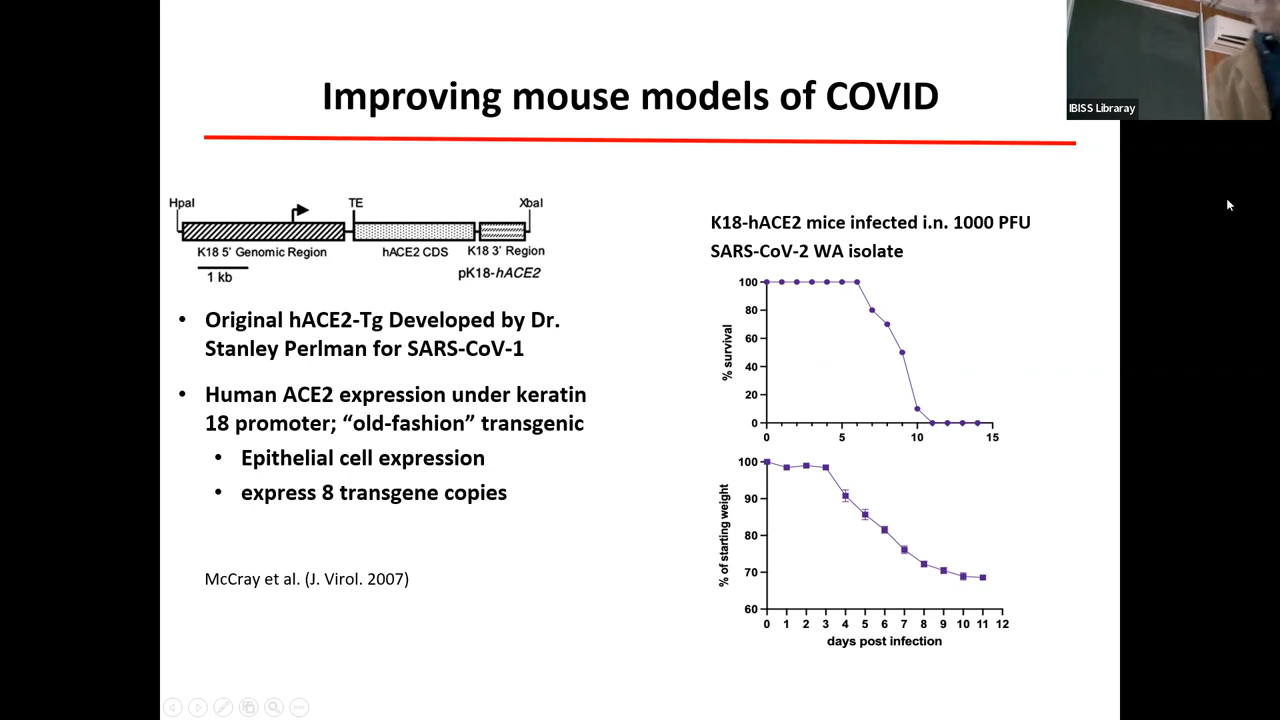 Improving mouse models of COVID
IBISS Libraray
HpaI TE XbaI
K18 5' Genomic Region hACE2 CDS K18 3' Region
1 kb pK18-hACE2
• Original hACE2-Tg Developed by Dr.
Stanley Perlman for SARS-CoV-1
• Human ACE2 expression under keratin
18 promoter; “old-fashion” transgenic
• Epithelial cell expression
• express 8 transgene copies
McCray et al. (J. Virol. 2007)
K18-hACE2 mice infected i.n. 1000 PFU
SARS-CoV-2 WA isolate
% survival
100
80
60
40
20
0
0 5 10 15
% of starting weight
100
90
80
70
60
0 1 2 3 4 5 6 7 8 9 10 11 12
days post infection